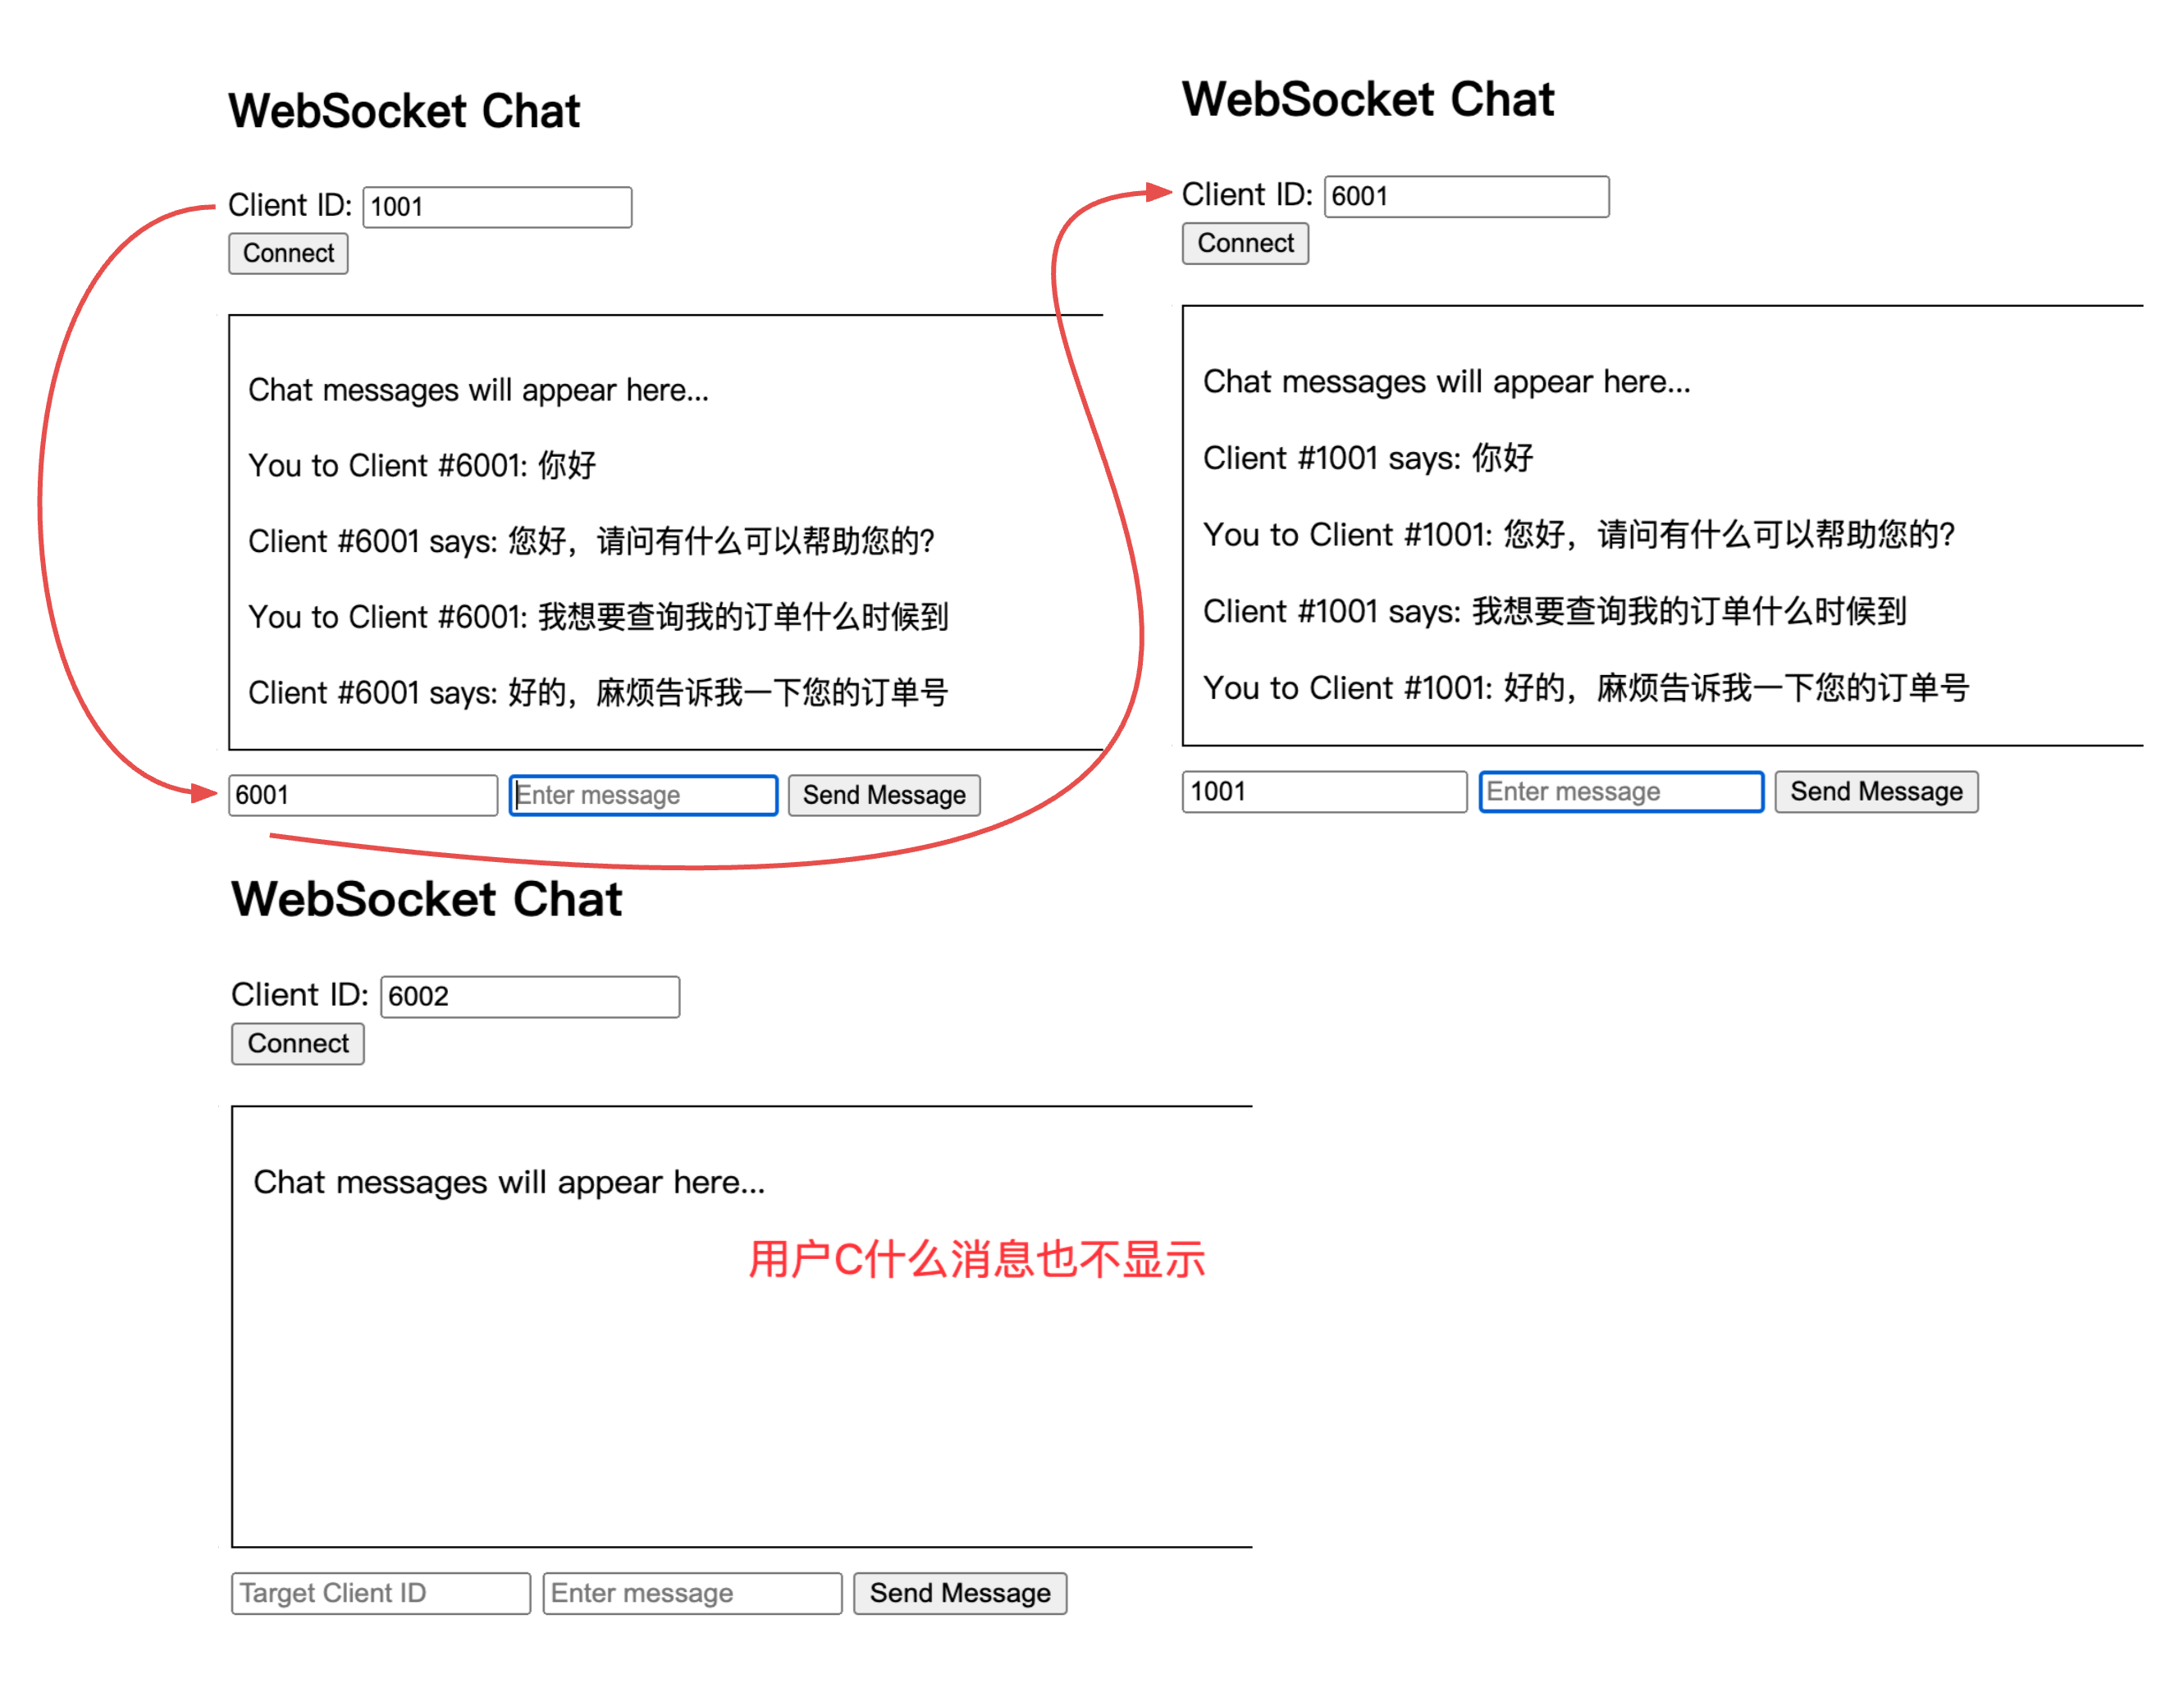 WebSocket Chat
Client ID: 1001
Connect
Chat messages will appear here...
You to Client #6001: 你好
Client #6001 says: 您好，请问有什么可以帮助您的?
You to Client #6001: 我想要查询我的订单什么时候到
Client #6001 says: 好的，麻烦告诉我一下您的订单号
6001 Enter message Send Message
WebSocket Chat
Client ID: 6001
Connect
Chat messages will appear here...
Client #1001 says: 你好
You to Client #1001: 您好，请问有什么可以帮助您的?
Client #1001 says: 我想要查询我的订单什么时候到
You to Client #1001: 好的，麻烦告诉我一下您的订单号
1001 Enter message Send Message
WebSocket Chat
Client ID: 6002
Connect
Chat messages will appear here...
用户C什么消息也不显示
Target Client ID Enter message Send Message